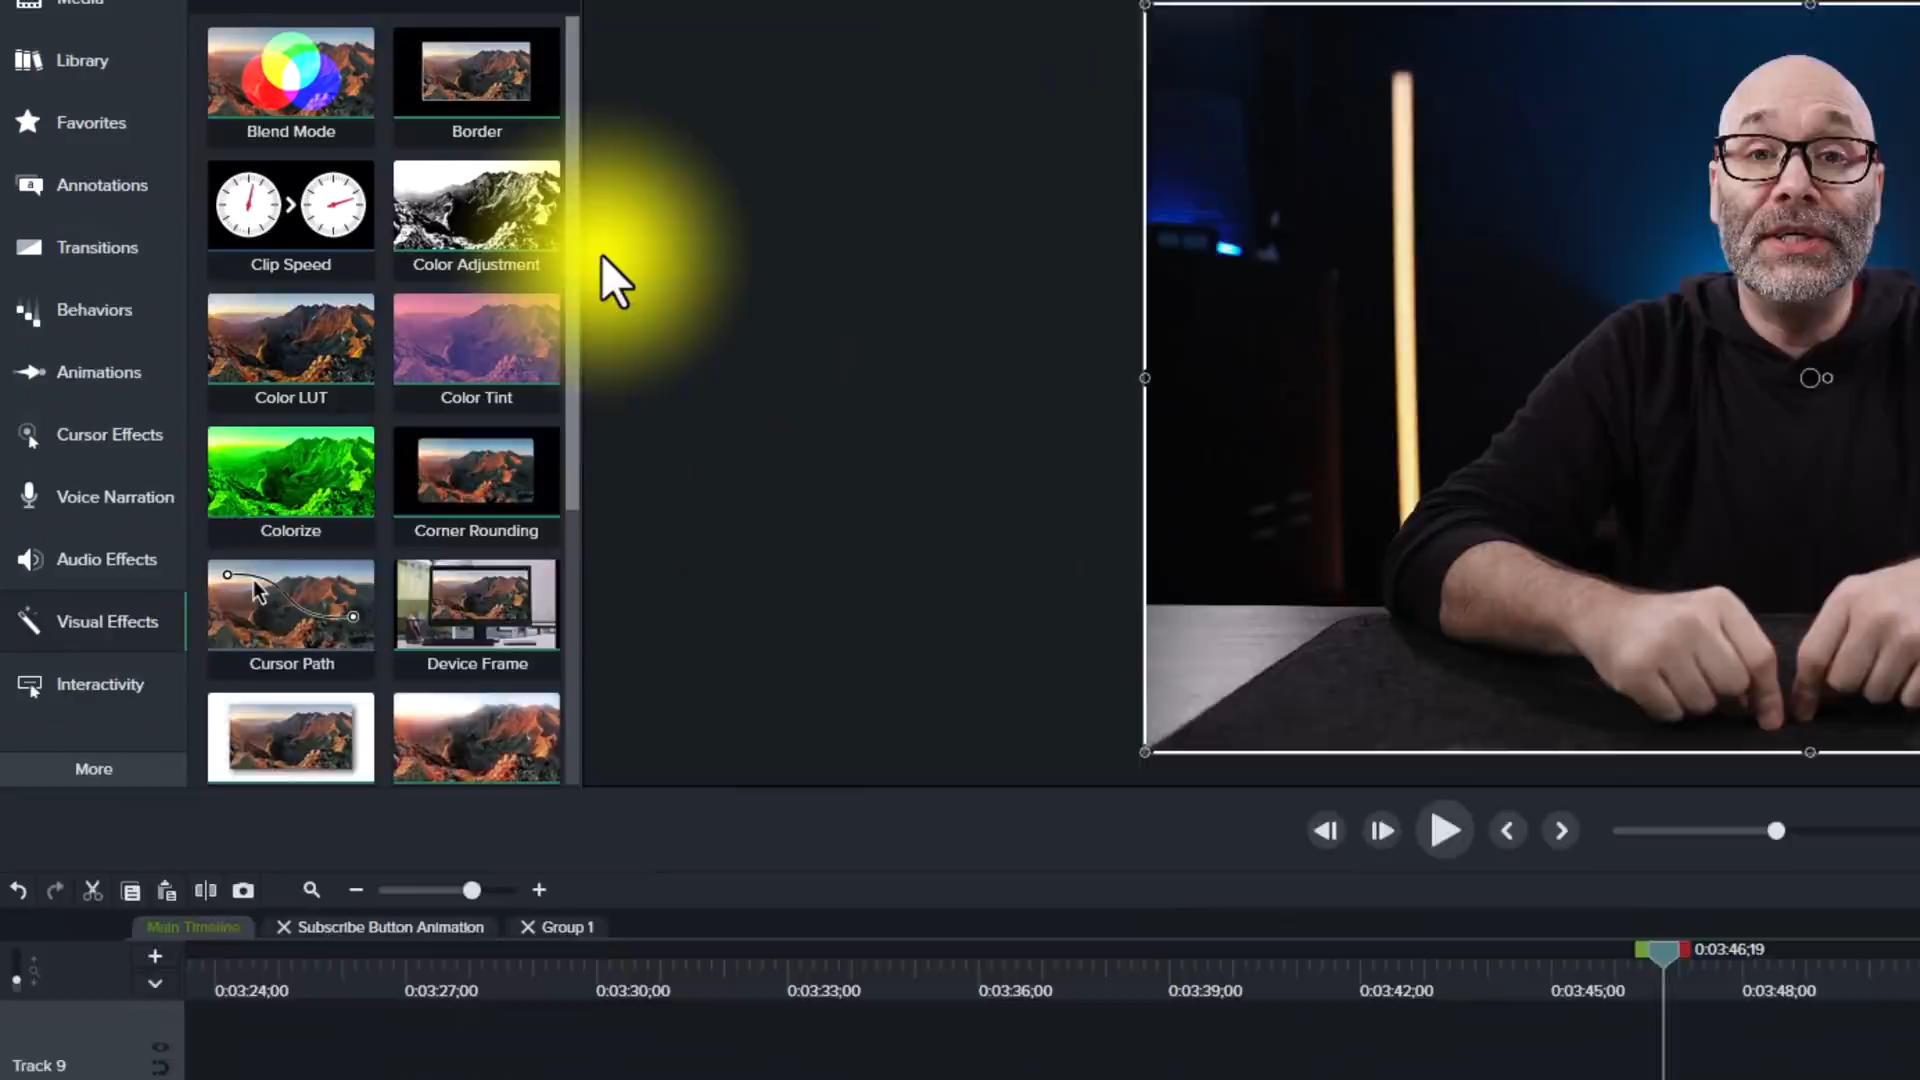 Media
Library
Favorites
Annotations
Transitions
Behaviors
Animations
Cursor Effects
Voice Narration
Audio Effects
Visual Effects
Interactivity
More
Blend Mode
Border
Clip Speed
Color Adjustment
Color LUT
Color Tint
Colorize
Corner Rounding
Cursor Path
Device Frame
Main Timeline
Subscribe Button Animation
Group 1
0:03:46;19
0:03:24;00
0:03:27;00
0:03:30;00
0:03:33;00
0:03:36;00
0:03:39;00
0:03:42;00
0:03:45;00
0:03:48;00
Track 9